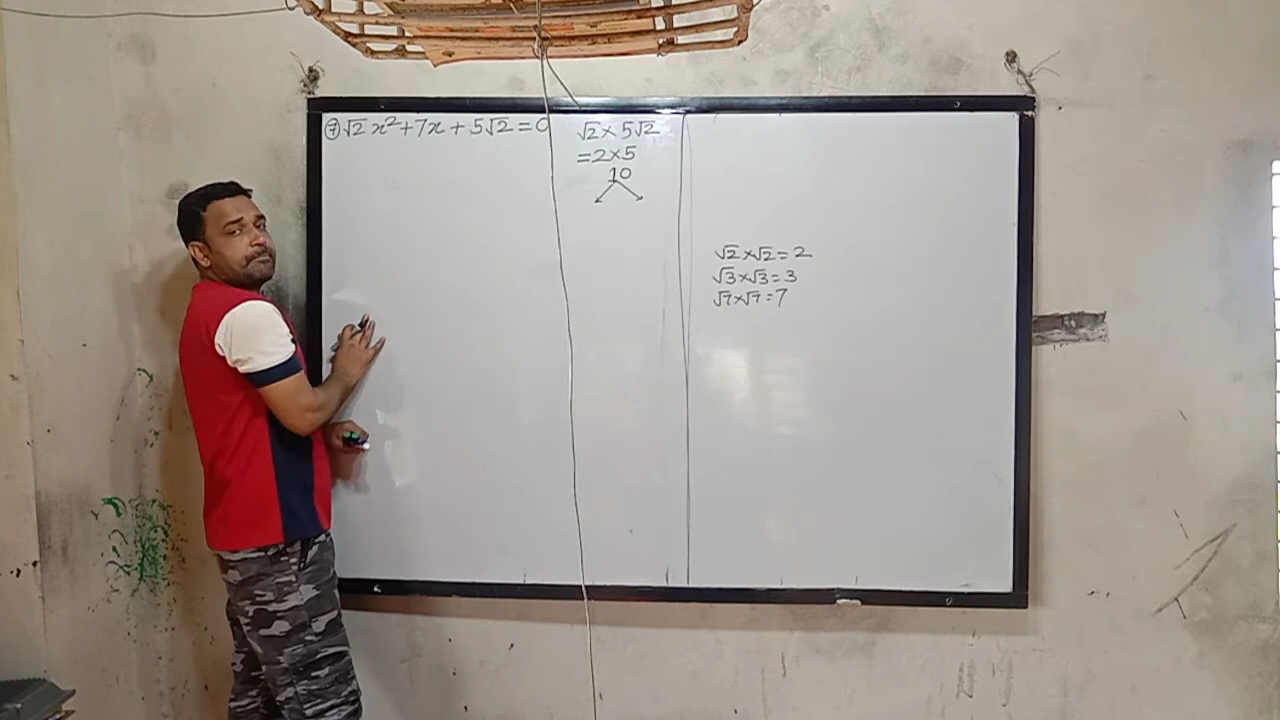 ⑦ √2 x² + 7x + 5√2 = 0
√2 × 5√2
= 2×5
10
√2 ×√2 = 2
√3 ×√3 = 3
√7 ×√7 = 7